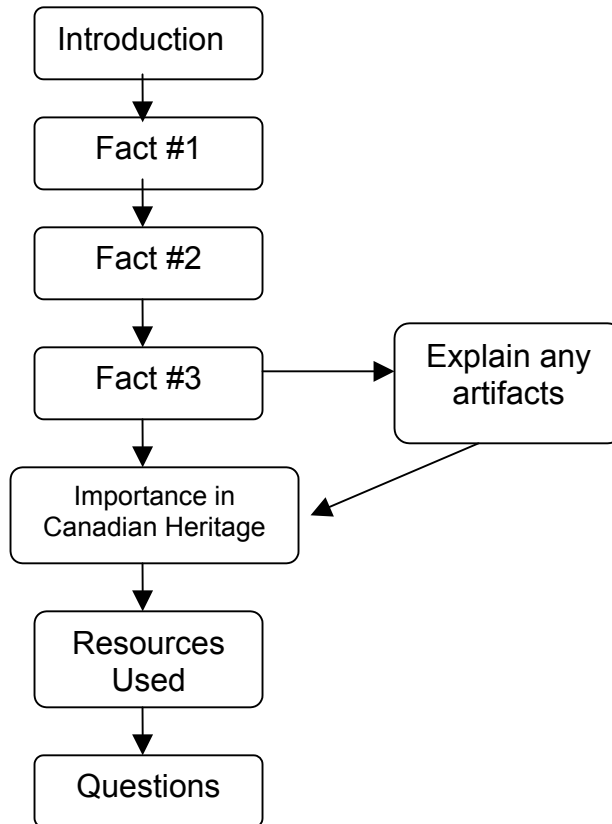 Introduction
Fact #1
Fact #2
Fact #3
Explain any
artifacts
Importance in
Canadian Heritage
Resources
Used
Questions